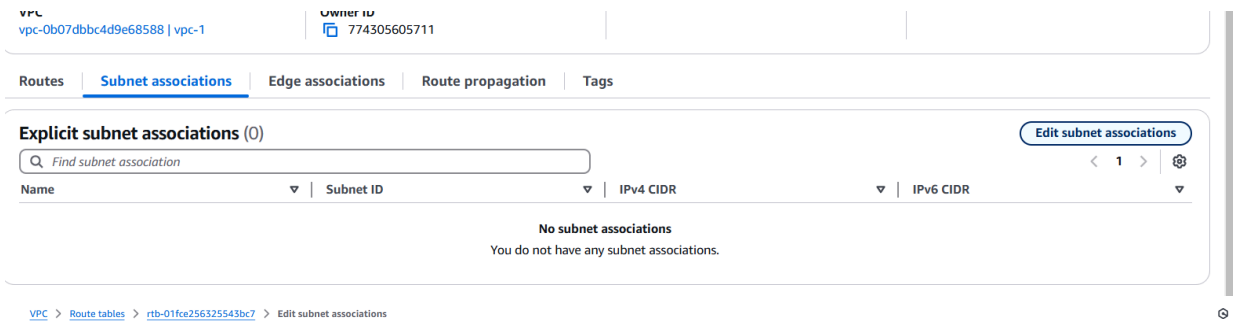 VPC Owner ID
vpc-0b07dbbc4d9e68588 | vpc-1 774305605711
Routes Subnet associations Edge associations Route propagation Tags
Explicit subnet associations (0) Edit subnet associations
Find subnet association 1
Name Subnet ID IPv4 CIDR IPv6 CIDR
No subnet associations
You do not have any subnet associations.
VPC > Route tables > rtb-01fce256325543bc7 > Edit subnet associations